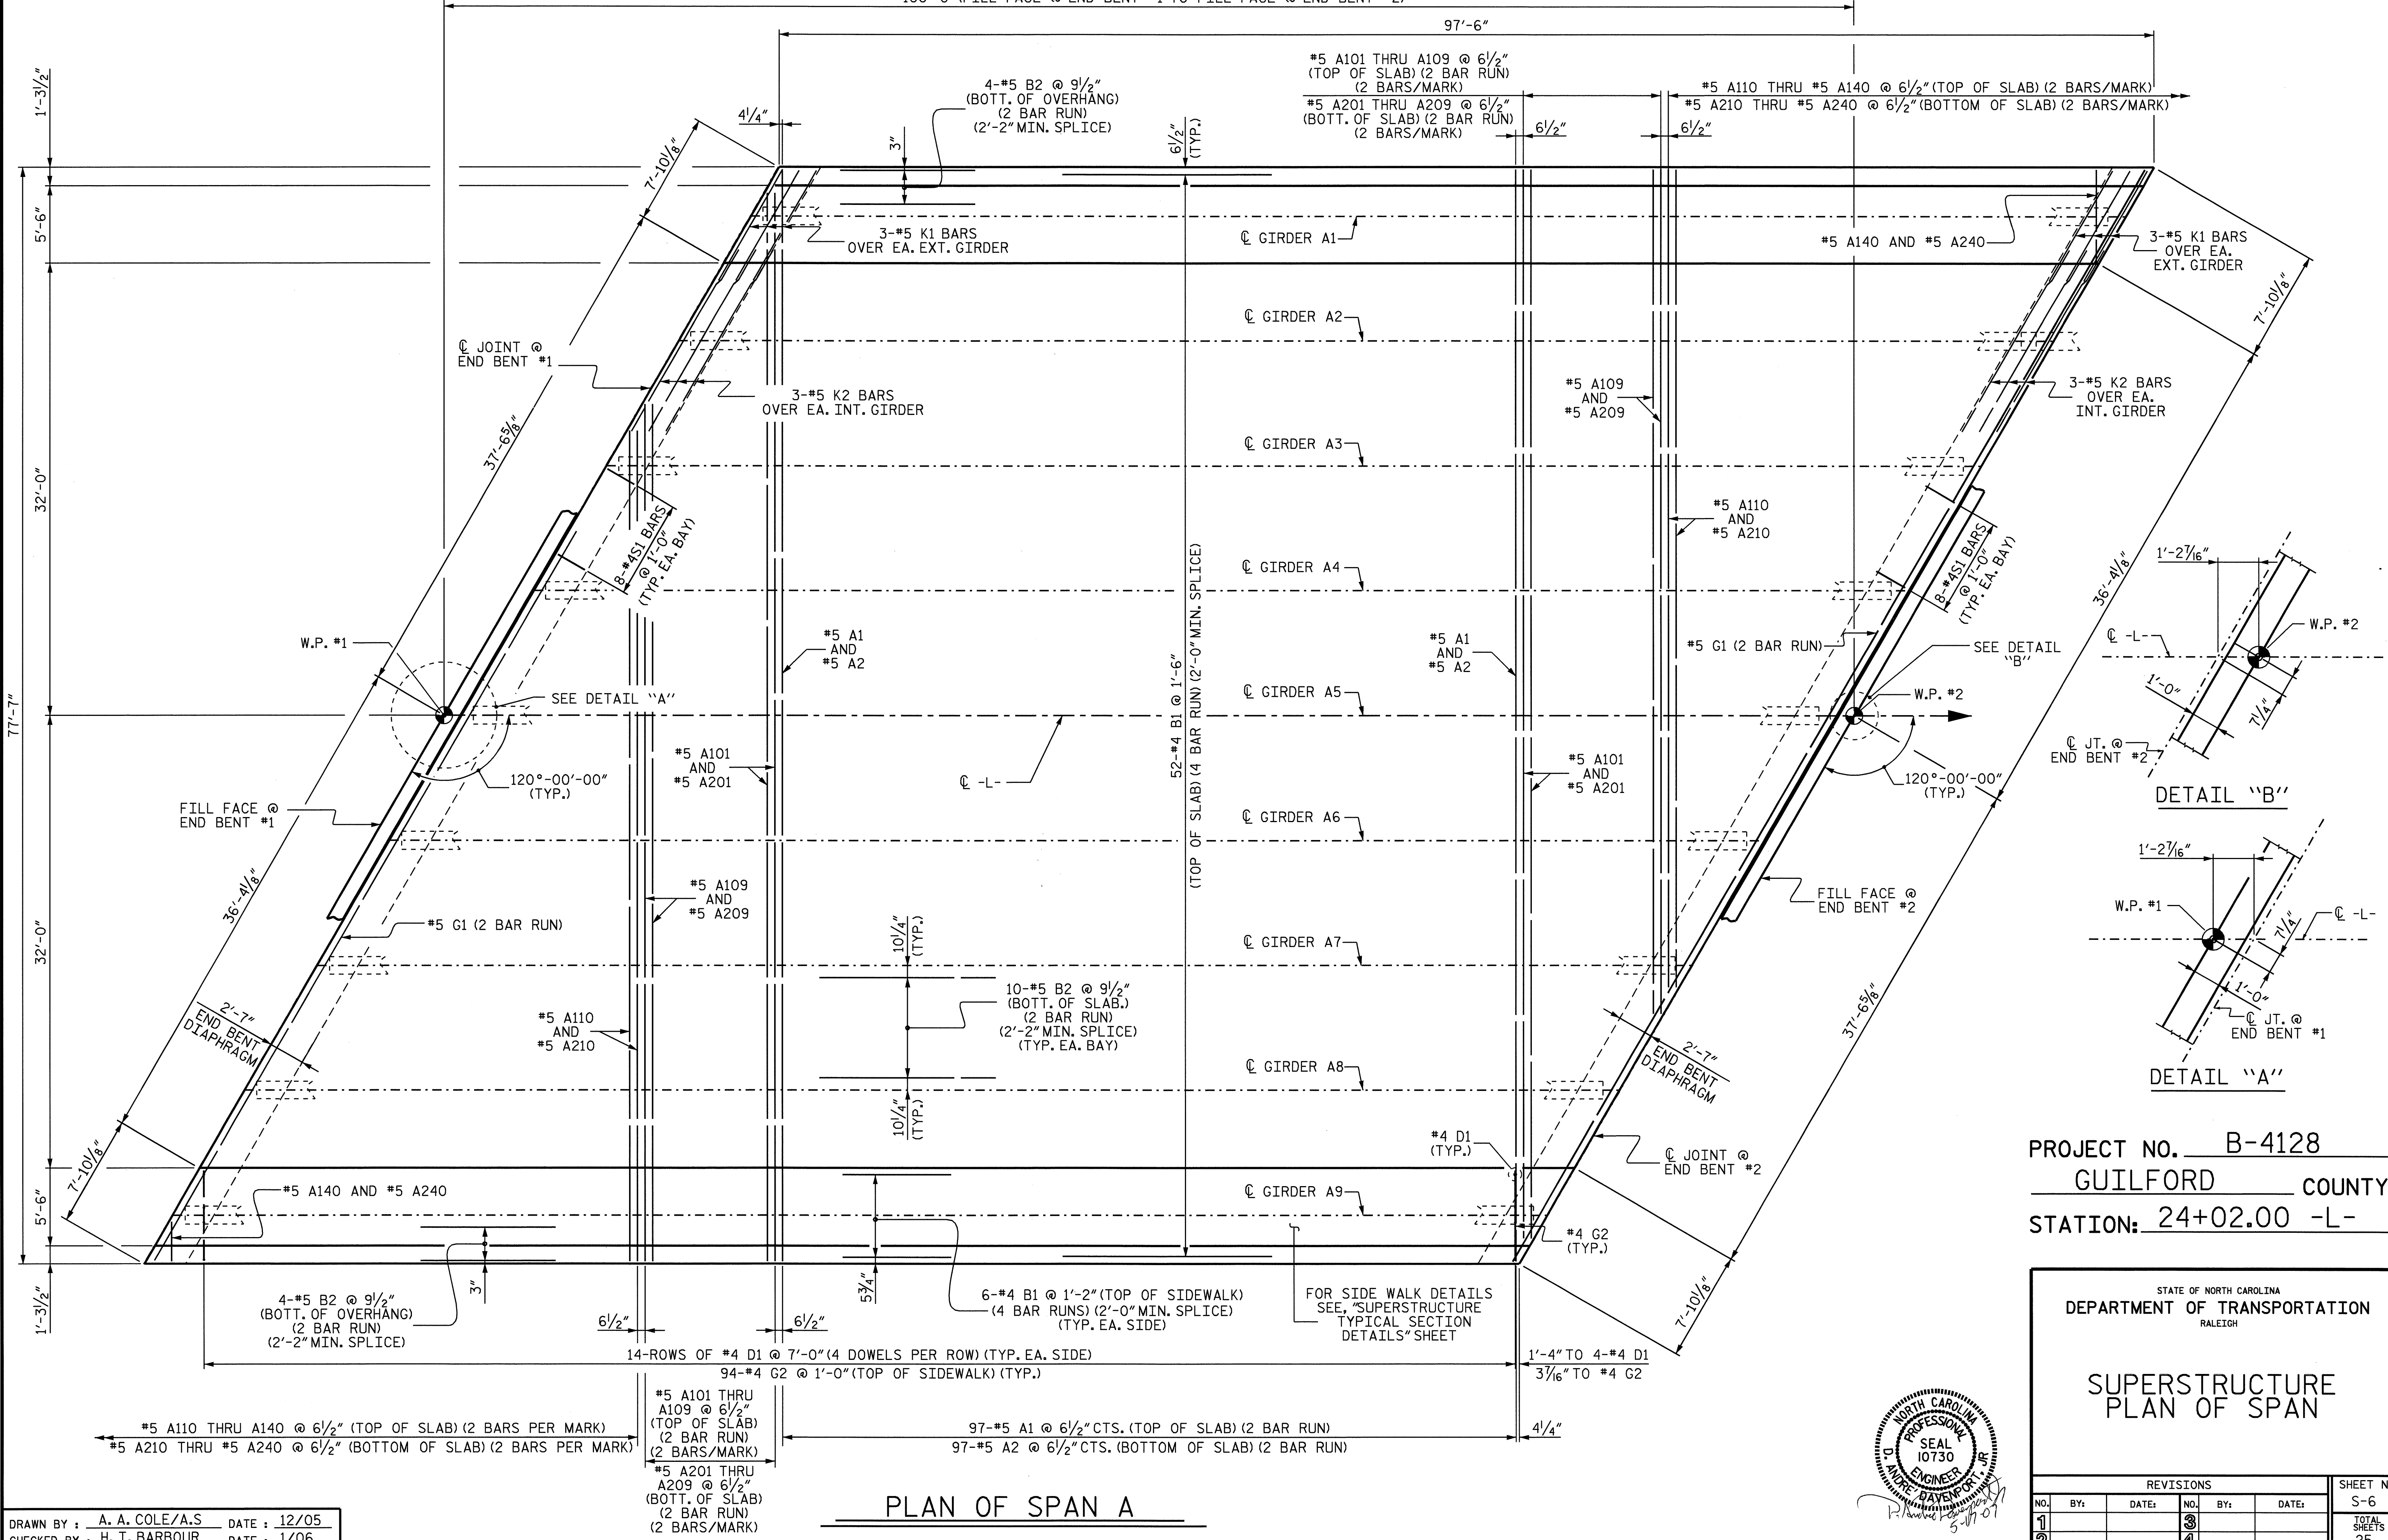 97'-6"
#5 A101 THRU A109 @ 6½"
(TOP OF SLAB) (2 BAR RUN)
(2 BARS/MARK)
#5 A201 THRU A209 @ 6½"
(BOTT. OF SLAB) (2 BAR RUN)
(2 BARS/MARK)
#5 A110 THRU #5 A140 @ 6½" (TOP OF SLAB) (2 BARS/MARK)
#5 A210 THRU #5 A240 @ 6½" (BOTTOM OF SLAB) (2 BARS/MARK)
4-#5 B2 @ 9½"
(BOTT. OF OVERHANG)
(2 BAR RUN)
(2'-2" MIN. SPLICE)
1'-3½"
4¼"
3"
6½"
(TYP.)
6½"
6½"
7'-10⅛"
5'-6"
3-#5 K1 BARS
OVER EA. EXT. GIRDER
℄ GIRDER A1
#5 A140 AND #5 A240
3-#5 K1 BARS
OVER EA.
EXT. GIRDER
7'-10⅛"
℄ GIRDER A2
℄ JOINT @
END BENT #1
3-#5 K2 BARS
OVER EA. INT. GIRDER
#5 A109
AND
#5 A209
3-#5 K2 BARS
OVER EA.
INT. GIRDER
37'-6⅝"
32'-0"
℄ GIRDER A3
8-#4S1 BARS
@ 1'-0"
(TYP. EA. BAY)
#5 A110
AND
#5 A210
8-#4S1 BARS
@ 1'-0"
(TYP. EA. BAY)
36'-4⅛"
℄ GIRDER A4
52-#4 B1 @ 1'-6"
(TOP OF SLAB) (4 BAR RUN) (2'-0" MIN. SPLICE)
W.P. #1
#5 A1
AND
#5 A2
#5 A1
AND
#5 A2
#5 G1 (2 BAR RUN)
SEE DETAIL
"B"
SEE DETAIL "A"
℄ GIRDER A5
W.P. #2
77'-7"
120°-00'-00"
(TYP.)
#5 A101
AND
#5 A201
℄ -L-
#5 A101
AND
#5 A201
120°-00'-00"
(TYP.)
1'-2⁷⁄₁₆"
W.P. #2
℄ -L-
1'-0"
7¼"
℄ JT. @
END BENT #2
DETAIL "B"
FILL FACE @
END BENT #1
℄ GIRDER A6
36'-4⅛"
#5 A109
AND
#5 A209
FILL FACE @
END BENT #2
1'-2⁷⁄₁₆"
W.P. #1
℄ -L-
7¼"
1'-0"
℄ JT. @
END BENT #1
DETAIL "A"
#5 G1 (2 BAR RUN)
10¼"
(TYP.)
℄ GIRDER A7
32'-0"
10-#5 B2 @ 9½"
(BOTT. OF SLAB.)
(2 BAR RUN)
(2'-2" MIN. SPLICE)
(TYP. EA. BAY)
37'-6⅝"
2'-7"
END BENT
DIAPHRAGM
#5 A110
AND
#5 A210
2'-7"
END BENT
DIAPHRAGM
℄ GIRDER A8
10¼"
(TYP.)
7'-10⅛"
#4 D1
(TYP.)
℄ JOINT @
END BENT #2
#5 A140 AND #5 A240
℄ GIRDER A9
5'-6"
#4 G2
(TYP.)
1'-3½"
4-#5 B2 @ 9½"
(BOTT. OF OVERHANG)
(2 BAR RUN)
(2'-2" MIN. SPLICE)
3"
6½"
6½"
5¾"
6-#4 B1 @ 1'-2" (TOP OF SIDEWALK)
(4 BAR RUNS) (2'-0" MIN. SPLICE)
(TYP. EA. SIDE)
FOR SIDE WALK DETAILS
SEE, "SUPERSTRUCTURE
TYPICAL SECTION
DETAILS" SHEET
7'-10⅛"
14-ROWS OF #4 D1 @ 7'-0" (4 DOWELS PER ROW) (TYP. EA. SIDE)
94-#4 G2 @ 1'-0" (TOP OF SIDEWALK) (TYP.)
1'-4" TO 4-#4 D1
3⁷⁄₁₆" TO #4 G2
#5 A110 THRU A140 @ 6½" (TOP OF SLAB) (2 BARS PER MARK)
#5 A210 THRU #5 A240 @ 6½" (BOTTOM OF SLAB) (2 BARS PER MARK)
#5 A101 THRU
A109 @ 6½"
(TOP OF SLAB)
(2 BAR RUN)
(2 BARS/MARK)
#5 A201 THRU
A209 @ 6½"
(BOTT. OF SLAB)
(2 BAR RUN)
(2 BARS/MARK)
97-#5 A1 @ 6½" CTS. (TOP OF SLAB) (2 BAR RUN)
97-#5 A2 @ 6½" CTS. (BOTTOM OF SLAB) (2 BAR RUN)
4¼"
PLAN OF SPAN A
DRAWN BY : A. A. COLE/A.S DATE : 12/05
CHECKED BY : H. T. BARBOUR DATE : 1/06
PROJECT NO. B-4128
GUILFORD COUNTY
STATION: 24+02.00 -L-
STATE OF NORTH CAROLINA
DEPARTMENT OF TRANSPORTATION
RALEIGH
SUPERSTRUCTURE
PLAN OF SPAN
NORTH CAROLINA
PROFESSIONAL
SEAL
10730
ENGINEER
D. ANDRE' DAVENPORT, JR
REVISIONS
NO. BY: DATE: NO. BY: DATE:
1 3
SHEET N
S-6
TOTAL
SHEETS